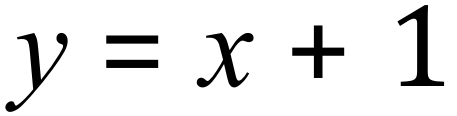 y = x + 1